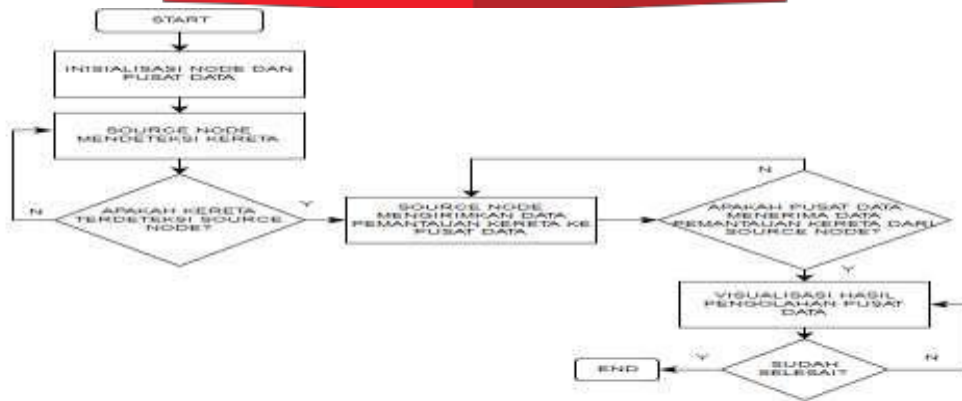 START
INISIALISASI NODE DAN
PUSAT DATA
SOURCE NODE
MENDETEKSI KERETA
APAKAH KERETA
TERDETEKSI SOURCE
NODE?
N
Y
SOURCE NODE
MENGIRIMKAN DATA
PEMANTAUAN KERETA KE
PUSAT DATA
N
APAKAH PUSAT DATA
MENERIMA DATA
PEMANTAUAN KERETA DARI
SOURCE NODE?
Y
VISUALISASI HASIL
PENGOLAHAN PUSAT
DATA
SUDAH
SELESAI?
Y
N
END